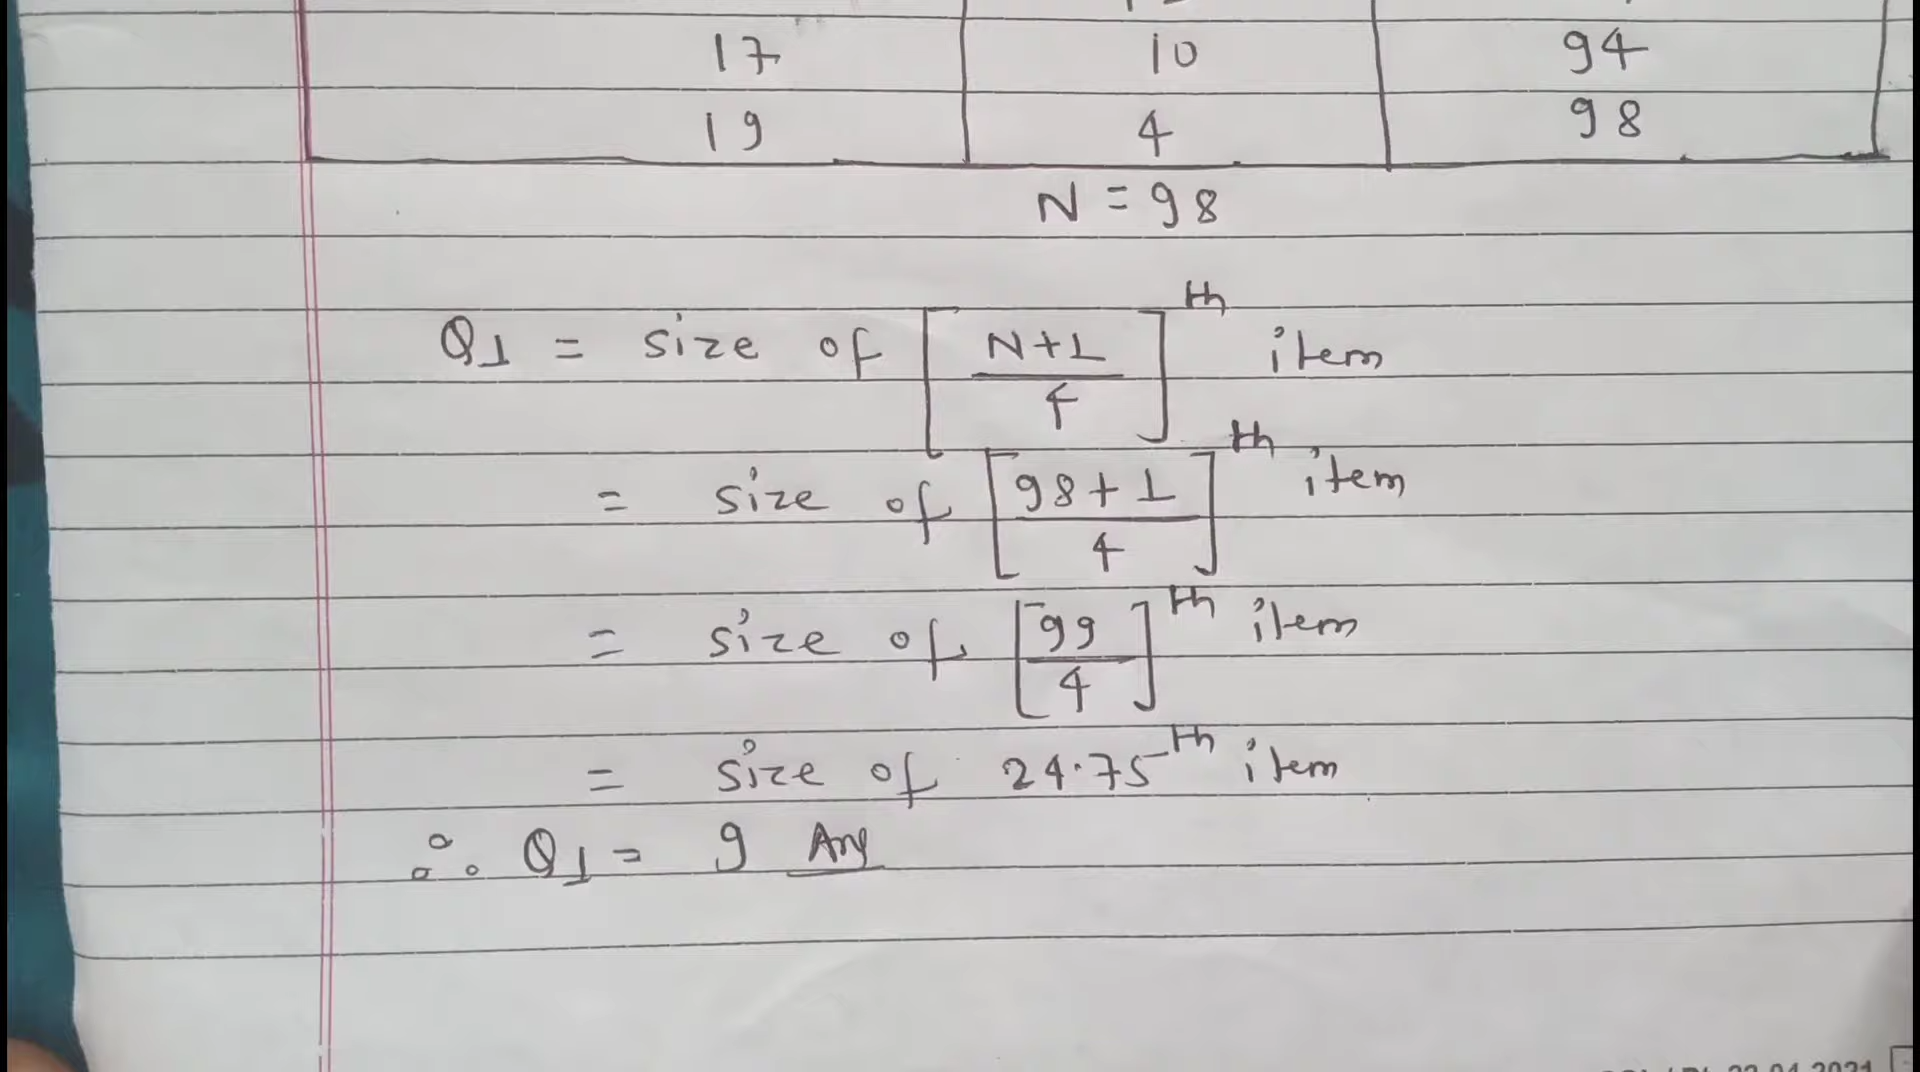 17 10 94
19 4 98
N = 98
Q1 = size of [N+1/4]th item
= size of [98+1/4]th item
= size of [99/4]th item
= size of 24.75th item
∴ Q1 = 9 Ans